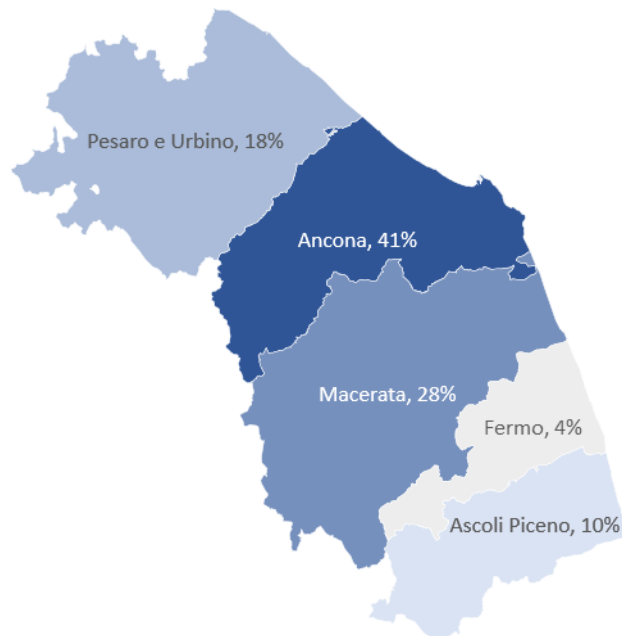 Pesaro e Urbino, 18%
Ancona, 41%
Macerata, 28%
Fermo, 4%
Ascoli Piceno, 10%